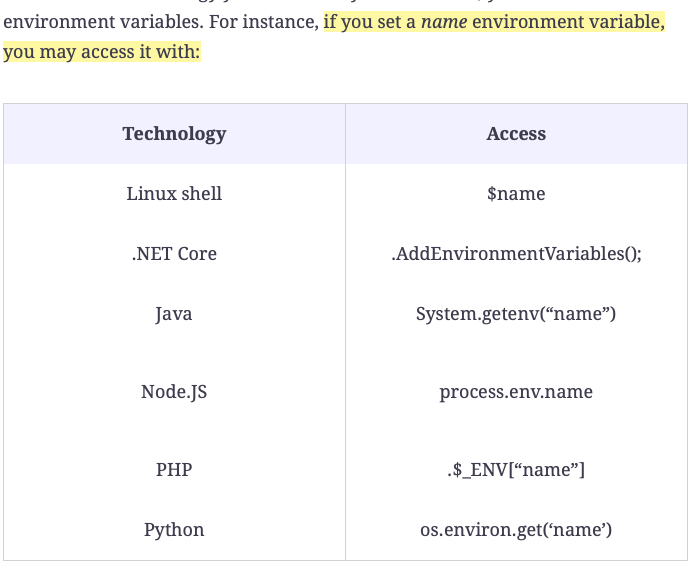 environment variables. For instance, if you set a name environment variable,
you may access it with:
Technology Access
Linux shell $name
.NET Core .AddEnvironmentVariables();
Java System.getenv(“name”)
Node.JS process.env.name
PHP .$_ENV[“name”]
Python os.environ.get(‘name’)